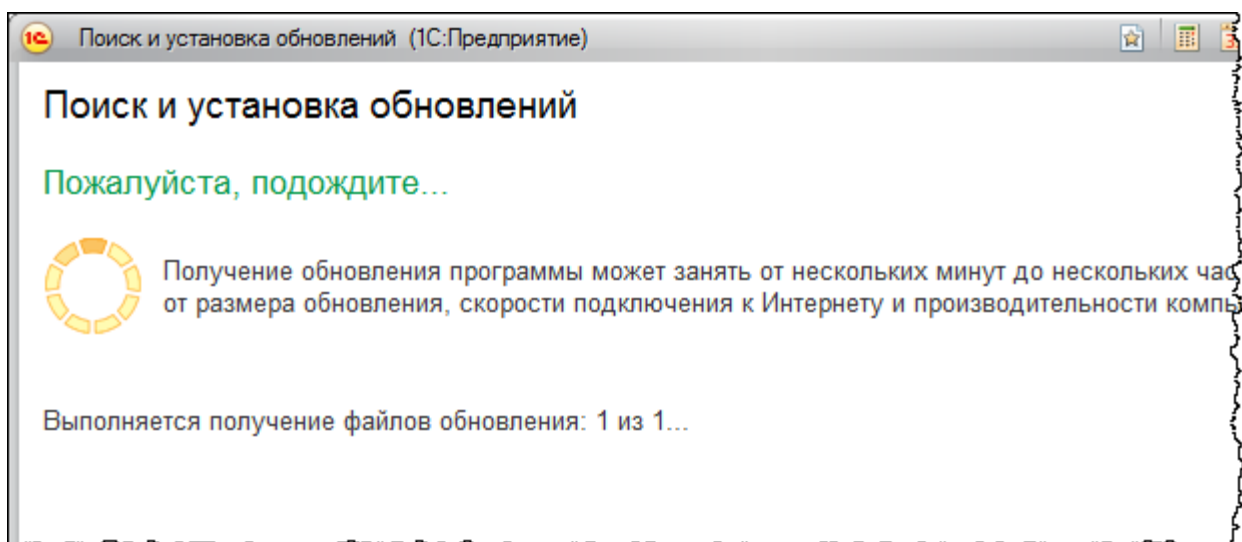 1С Поиск и установка обновлений (1С:Предприятие)
Поиск и установка обновлений
Пожалуйста, подождите...
Получение обновления программы может занять от нескольких минут до нескольких
от размера обновления, скорости подключения к Интернету и производительности
Выполняется получение файлов обновления: 1 из 1...